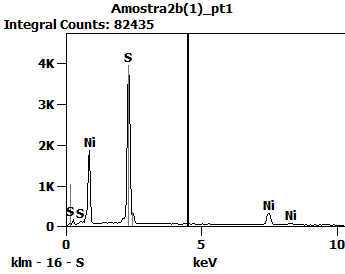 Amostra2b(1)_pt1
Integral Counts: 82435
4K
3K
2K
1K
0
S
S
Ni
S
Ni
Ni
0
5
10
klm - 16 - S
keV